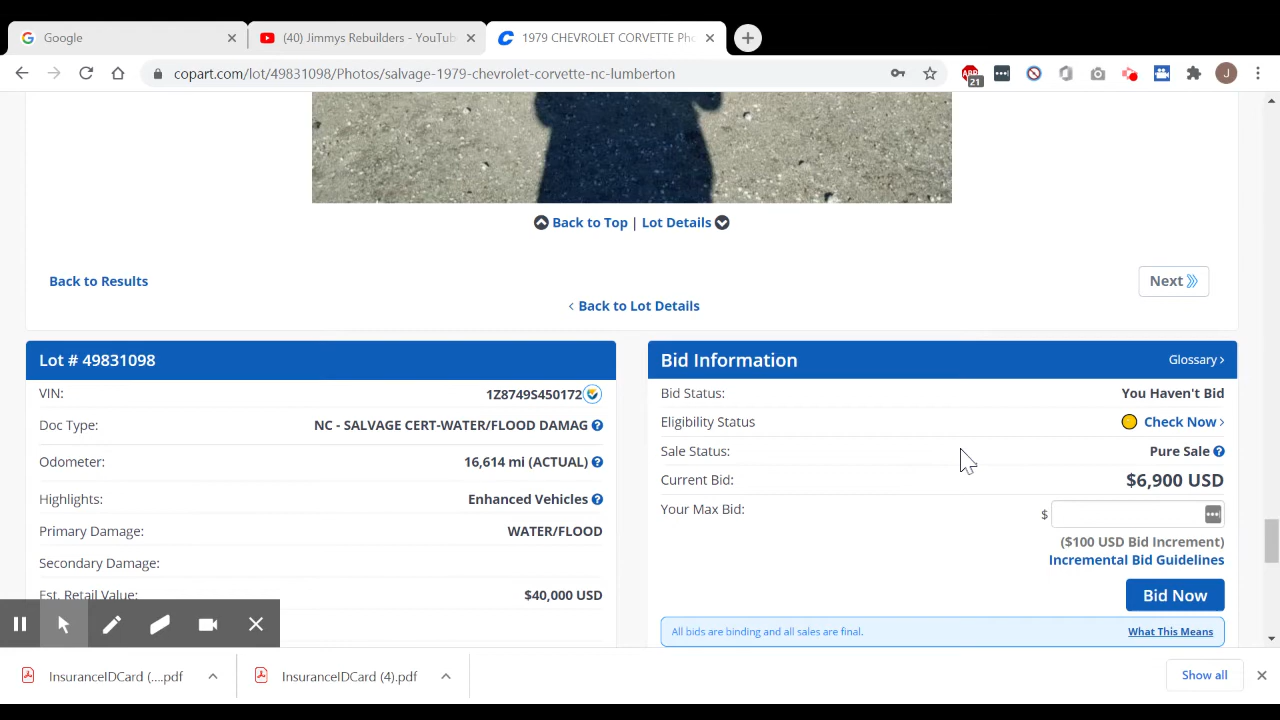 Google
(40) Jimmys Rebuilders - YouTub
1979 CHEVROLET CORVETTE Pho
copart.com/lot/49831098/Photos/salvage-1979-chevrolet-corvette-nc-lumberton
ABP
21
J
Back to Top | Lot Details
Back to Results
Next
< Back to Lot Details
Lot # 49831098
VIN: 1Z8749S450172
Doc Type: NC - SALVAGE CERT-WATER/FLOOD DAMAG
Odometer: 16,614 mi (ACTUAL)
Highlights: Enhanced Vehicles
Primary Damage: WATER/FLOOD
Secondary Damage:
Est. Retail Value: $40,000 USD
Bid Information
Glossary >
Bid Status: You Haven't Bid
Eligibility Status Check Now >
Sale Status: Pure Sale
Current Bid: $6,900 USD
Your Max Bid: $
($100 USD Bid Increment)
Incremental Bid Guidelines
Bid Now
All bids are binding and all sales are final. What This Means
InsuranceIDCard (....pdf
InsuranceIDCard (4).pdf
Show all